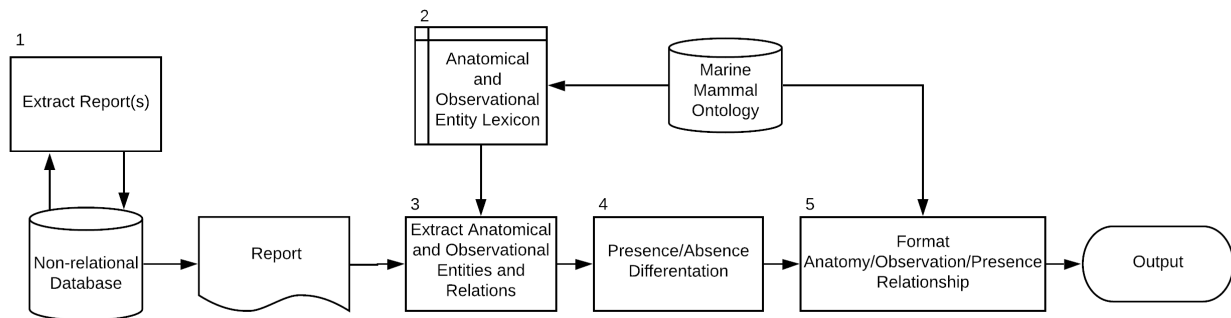 1
Extract Report(s)
Non-relational
Database
Report
2
Anatomical
and
Observational
Entity Lexicon
Marine
Mammal
Ontology
3
Extract Anatomical
and Observational
Entities and
Relations
4
Presence/Absence
Differentation
5
Format
Anatomy/Observation/Presence
Relationship
Output